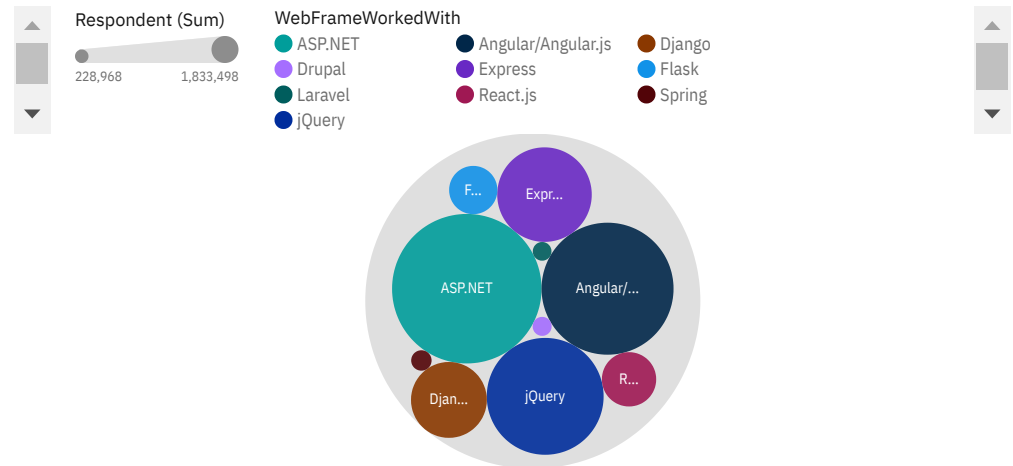 Respondent (Sum)
228,968 1,833,498
WebFrameWorkedWith
ASP.NET Angular/Angular.js Django
Drupal Express Flask
Laravel React.js Spring
jQuery
F...
Expr...
ASP.NET
Angular/...
R...
Djan...
jQuery